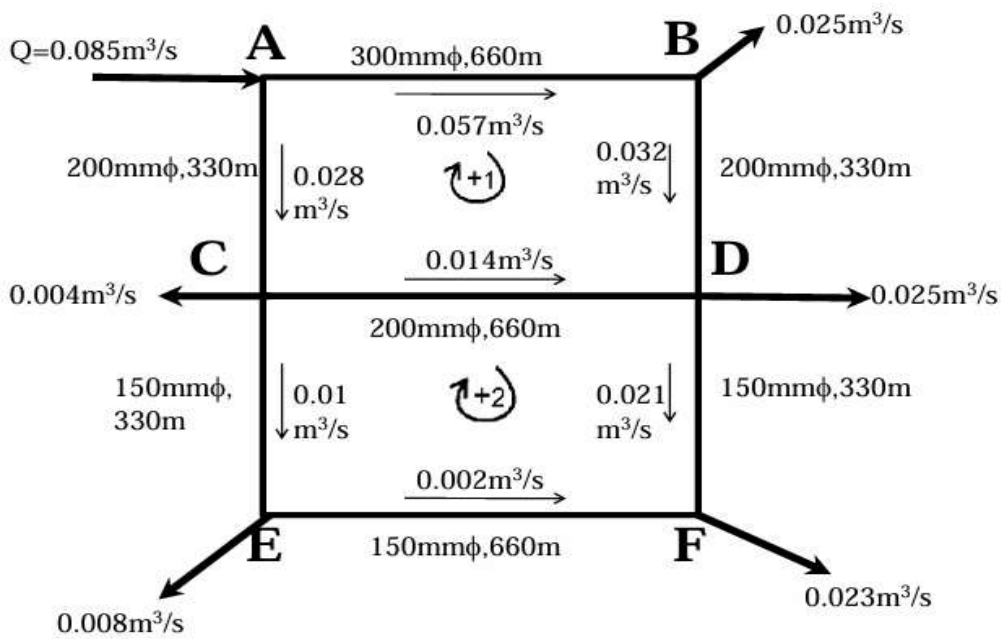 A
B
0.025m³/s
Q=0.085m³/s
300mmϕ,660m
0.057m³/s
200mmϕ,330m
0.028
m³/s
+1
0.032
m³/s
200mmϕ,330m
C
0.014m³/s
D
0.004m³/s
0.025m³/s
200mmϕ,660m
150mmϕ,
330m
0.01
m³/s
+2
0.021
m³/s
150mmϕ,330m
0.002m³/s
E
150mmϕ,660m
F
0.008m³/s
0.023m³/s